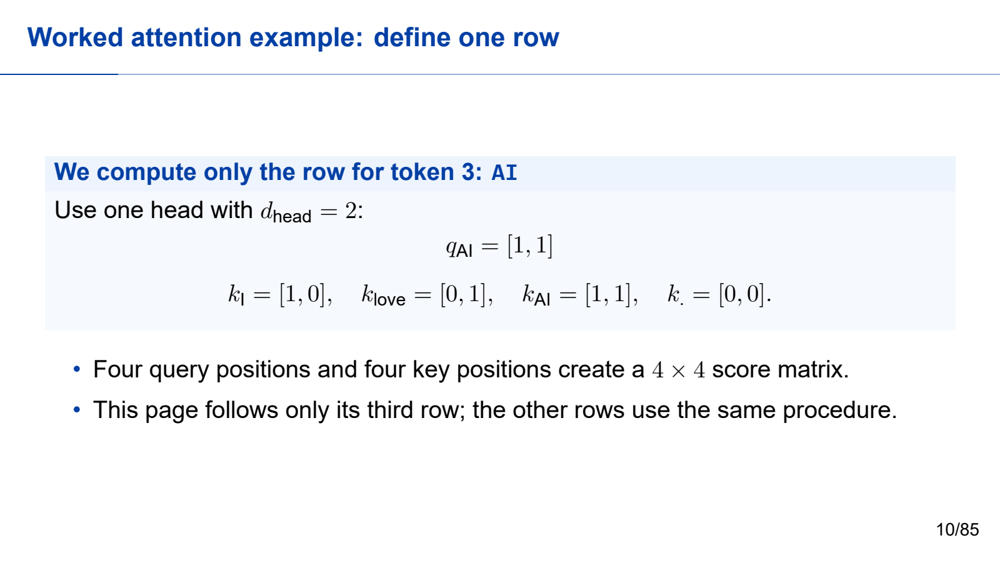 Worked attention example: define one row
We compute only the row for token 3: AI
Use one head with d_head = 2:
q_AI = [1, 1]
k_I = [1, 0], k_love = [0, 1], k_AI = [1, 1], k_. = [0, 0].
• Four query positions and four key positions create a 4 × 4 score matrix.
• This page follows only its third row; the other rows use the same procedure.
10/85